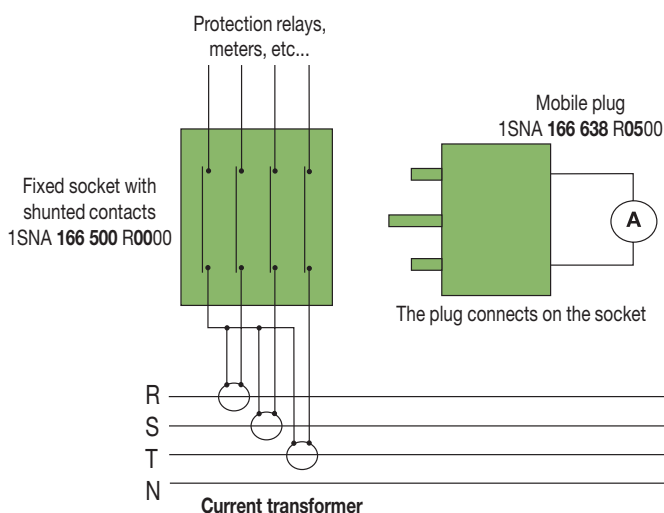 Protection relays,
meters, etc...
Mobile plug
1SNA 166 638 R0500
Fixed socket with
shunted contacts
1SNA 166 500 R0000
A
The plug connects on the socket
R
S
T
N
Current transformer